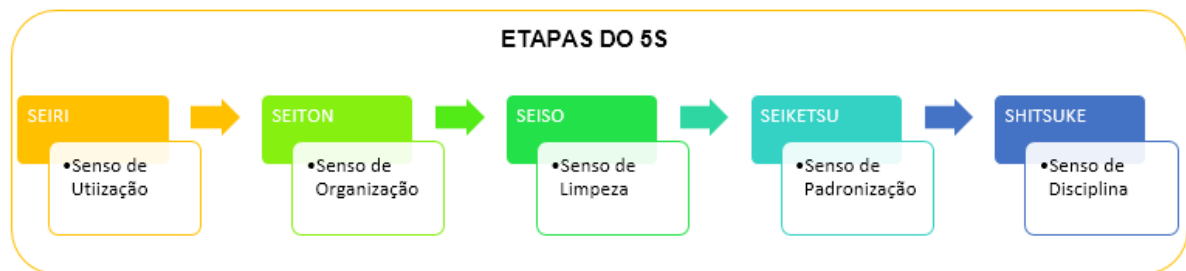 ETAPAS DO 5S
SEIRI
•Senso de
Utiização
SEITON
•Senso de
Organização
SEISO
•Senso de
Limpeza
SEIKETSU
•Senso de
Padronização
SHITSUKE
•Senso de
Disciplina